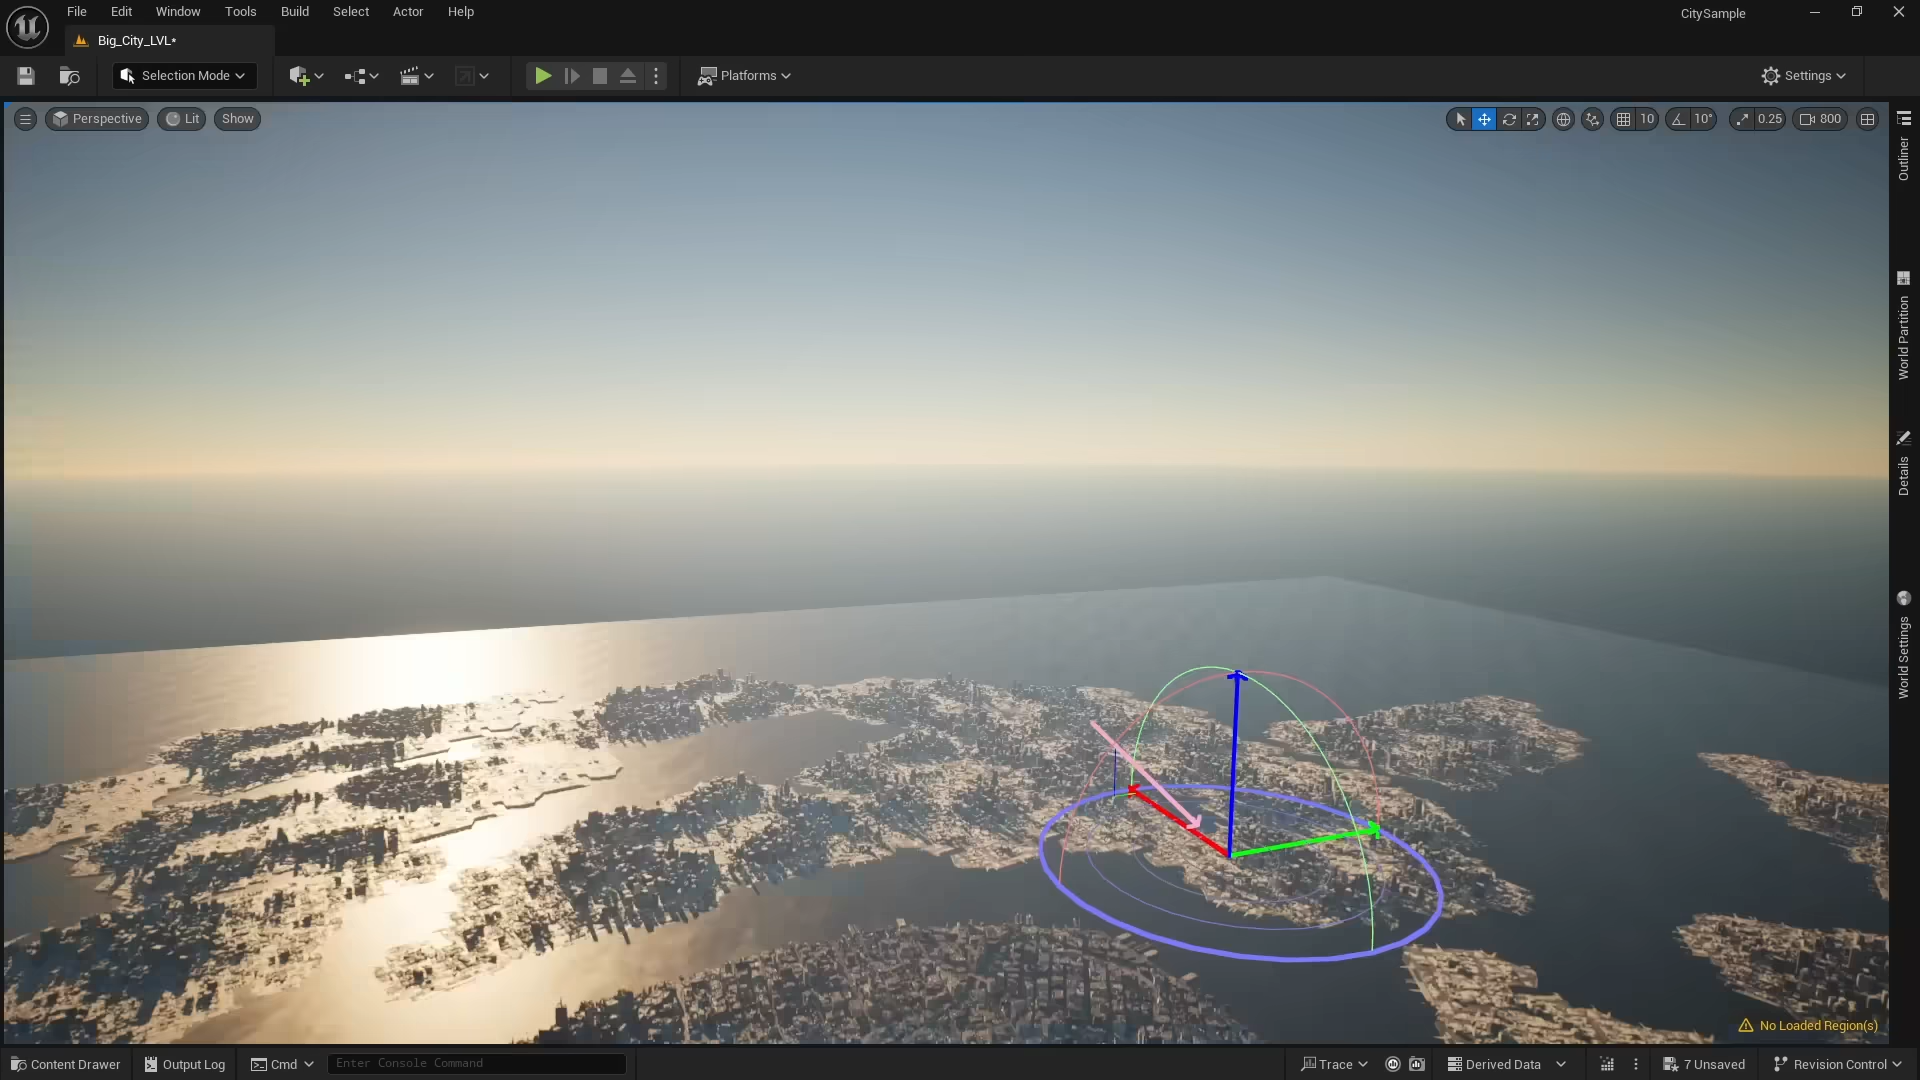 File Edit Window Tools Build Select Actor Help
CitySample
Big_City_LVL*
Selection Mode
Platforms
Settings
Perspective
Lit
Show
10
10°
0.25
800
Outliner
World Partition
Details
World Settings
No Loaded Region(s)
Content Drawer
Output Log
Cmd
Enter Console Command
Trace
Derived Data
7 Unsaved
Revision Control